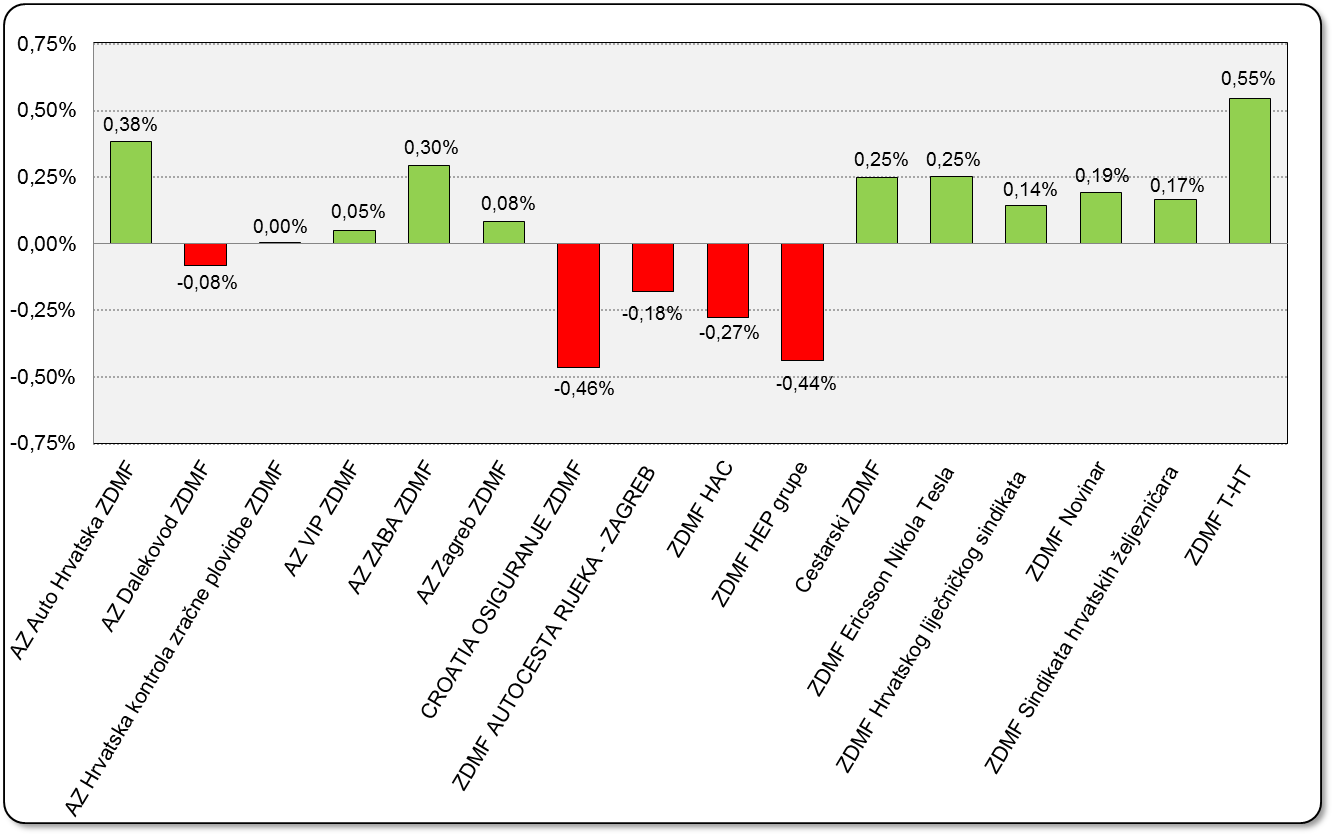 0,75%
0,50%
0,25%
0,00%
-0,25%
-0,50%
-0,75%
0,38%
-0,08%
0,00%
0,05%
0,30%
0,08%
-0,46%
-0,18%
-0,27%
-0,44%
0,25%
0,25%
0,14%
0,19%
0,17%
0,55%
AZ Auto Hrvatska ZDMF
AZ Dalekovod ZDMF
AZ Hrvatska kontrola zračne plovidbe ZDMF
AZ VIP ZDMF
AZ ZABA ZDMF
AZ Zagreb ZDMF
CROATIA OSIGURANJE ZDMF
ZDMF AUTOCESTA RIJEKA - ZAGREB
ZDMF HAC
ZDMF HEP grupe
Cestarski ZDMF
ZDMF Ericsson Nikola Tesla
ZDMF Hrvatskog liječničkog sindikata
ZDMF Novinar
ZDMF Sindikata hrvatskih željezničara
ZDMF T-HT